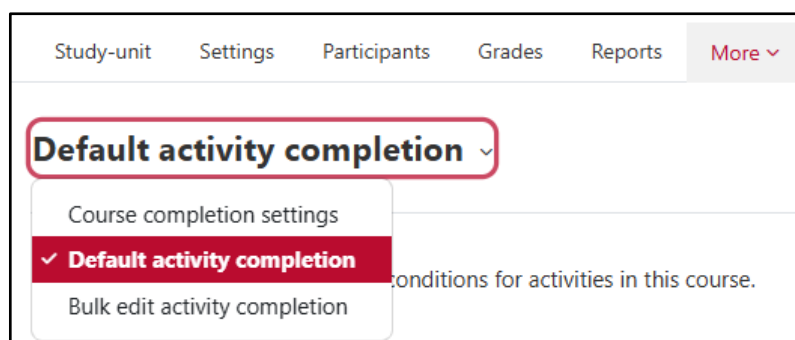 Study-unit Settings Participants Grades Reports More
Default activity completion
Course completion settings
Default activity completion
conditions for activities in this course.
Bulk edit activity completion